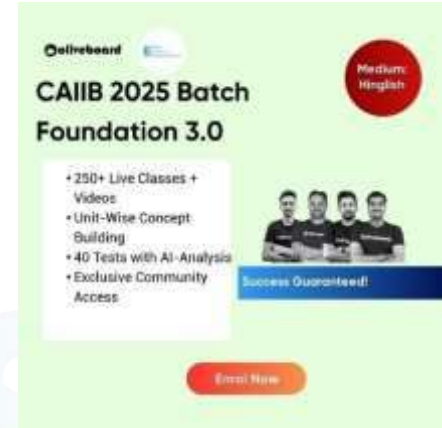 Oliveboard
Medium:
Hinglish
CAIIB 2025 Batch
Foundation 3.0
• 250+ Live Classes +
Videos
• Unit-Wise Concept
Building
• 40 Tests with AI-Analysis
• Exclusive Community
Access
Success Guaranteed!
Enrol Now